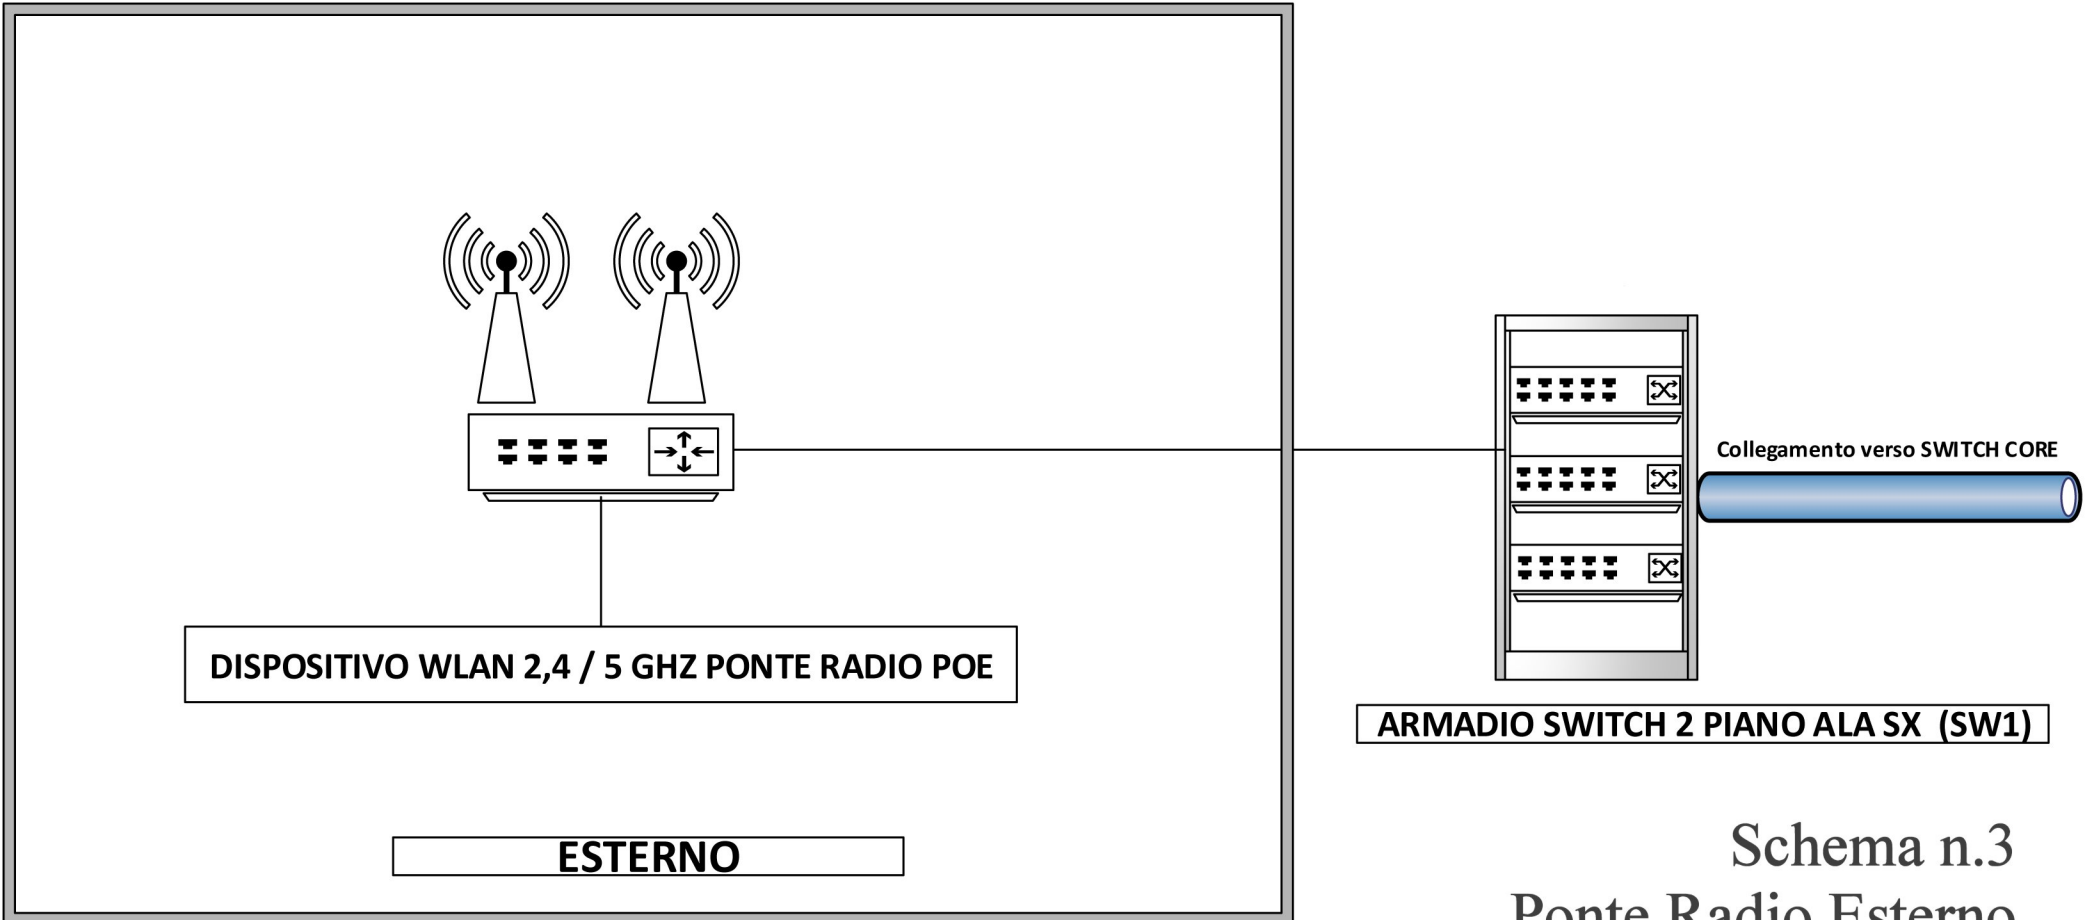 Collegamento verso SWITCH CORE
DISPOSITIVO WLAN 2,4 / 5 GHZ PONTE RADIO POE
ARMADIO SWITCH 2 PIANO ALA SX (SW1)
ESTERNO
Schema n.3
Ponte Radio Esterno